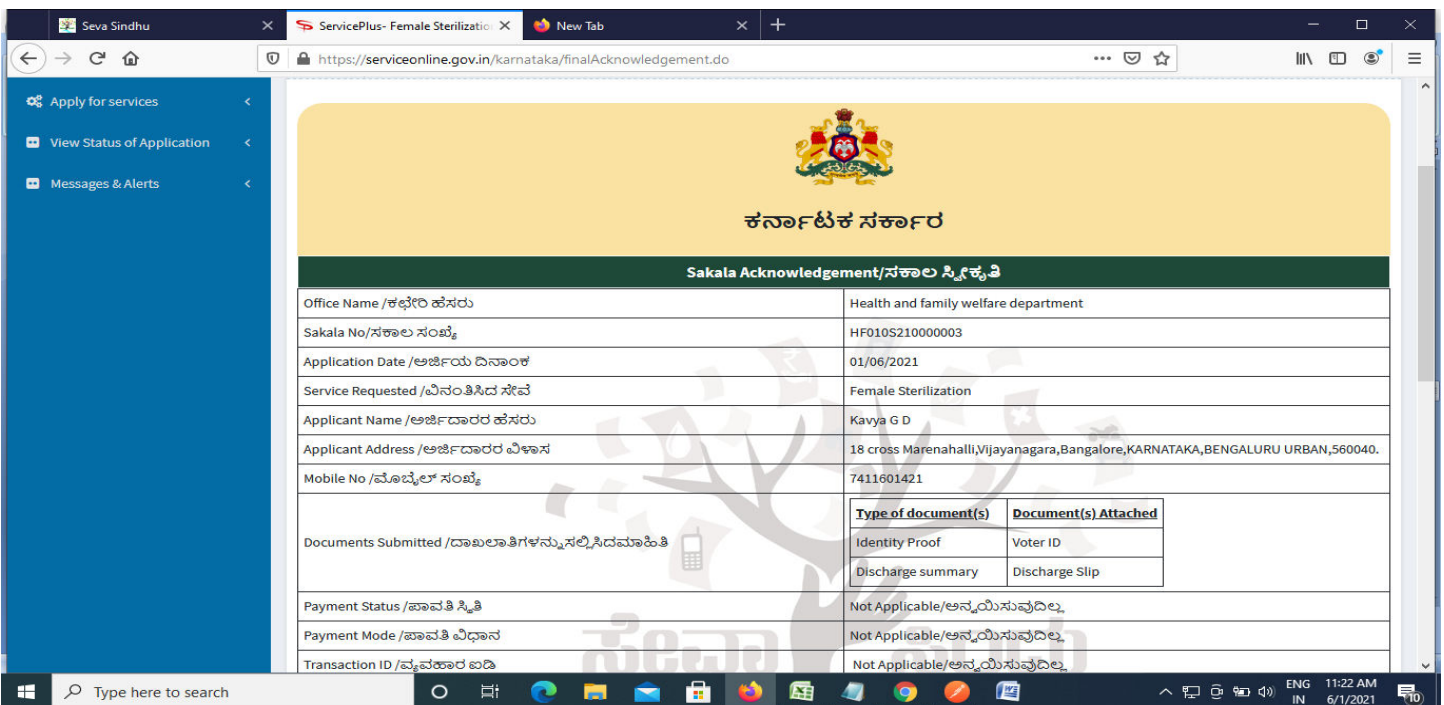 Seva Sindhu
ServicePlus- Female Sterilizatio
New Tab
https://serviceonline.gov.in/karnataka/finalAcknowledgement.do
Apply for services
View Status of Application
Messages & Alerts
ಕರ್ನಾಟಕ ಸರ್ಕಾರ
Sakala Acknowledgement/ಸಕಾಲ ಸ್ವೀಕೃತಿ
Office Name /ಕಛೇರಿ ಹೆಸರು Health and family welfare department
Sakala No/ಸಕಾಲ ಸಂಖ್ಯೆ HF010S210000003
Application Date /ಅರ್ಜಿಯ ದಿನಾಂಕ 01/06/2021
Service Requested /ವಿನಂತಿಸಿದ ಸೇವೆ Female Sterilization
Applicant Name /ಅರ್ಜಿದಾರರ ಹೆಸರು Kavya G D
Applicant Address /ಅರ್ಜಿದಾರರ ವಿಳಾಸ 18 cross Marenahalli,Vijayanagara,Bangalore,KARNATAKA,BENGALURU URBAN,560040.
Mobile No /ಮೊಬೈಲ್ ಸಂಖ್ಯೆ 7411601421
Type of document(s) Document(s) Attached
Documents Submitted /ದಾಖಲಾತಿಗಳನ್ನು ಸಲ್ಲಿಸಿದಮಾಹಿತಿ Identity Proof Voter ID
Discharge summary Discharge Slip
Payment Status /ಪಾವತಿ ಸ್ಥಿತಿ Not Applicable/ಅನ್ವಯಿಸುವುದಿಲ್ಲ
Payment Mode /ಪಾವತಿ ವಿಧಾನ Not Applicable/ಅನ್ವಯಿಸುವುದಿಲ್ಲ
Transaction ID /ವ್ಯವಹಾರ ಐಡಿ Not Applicable/ಅನ್ವಯಿಸುವುದಿಲ್ಲ
ಸೇವಾ ಸಿಂಧು
Type here to search
ENG 11:22 AM
IN 6/1/2021
10